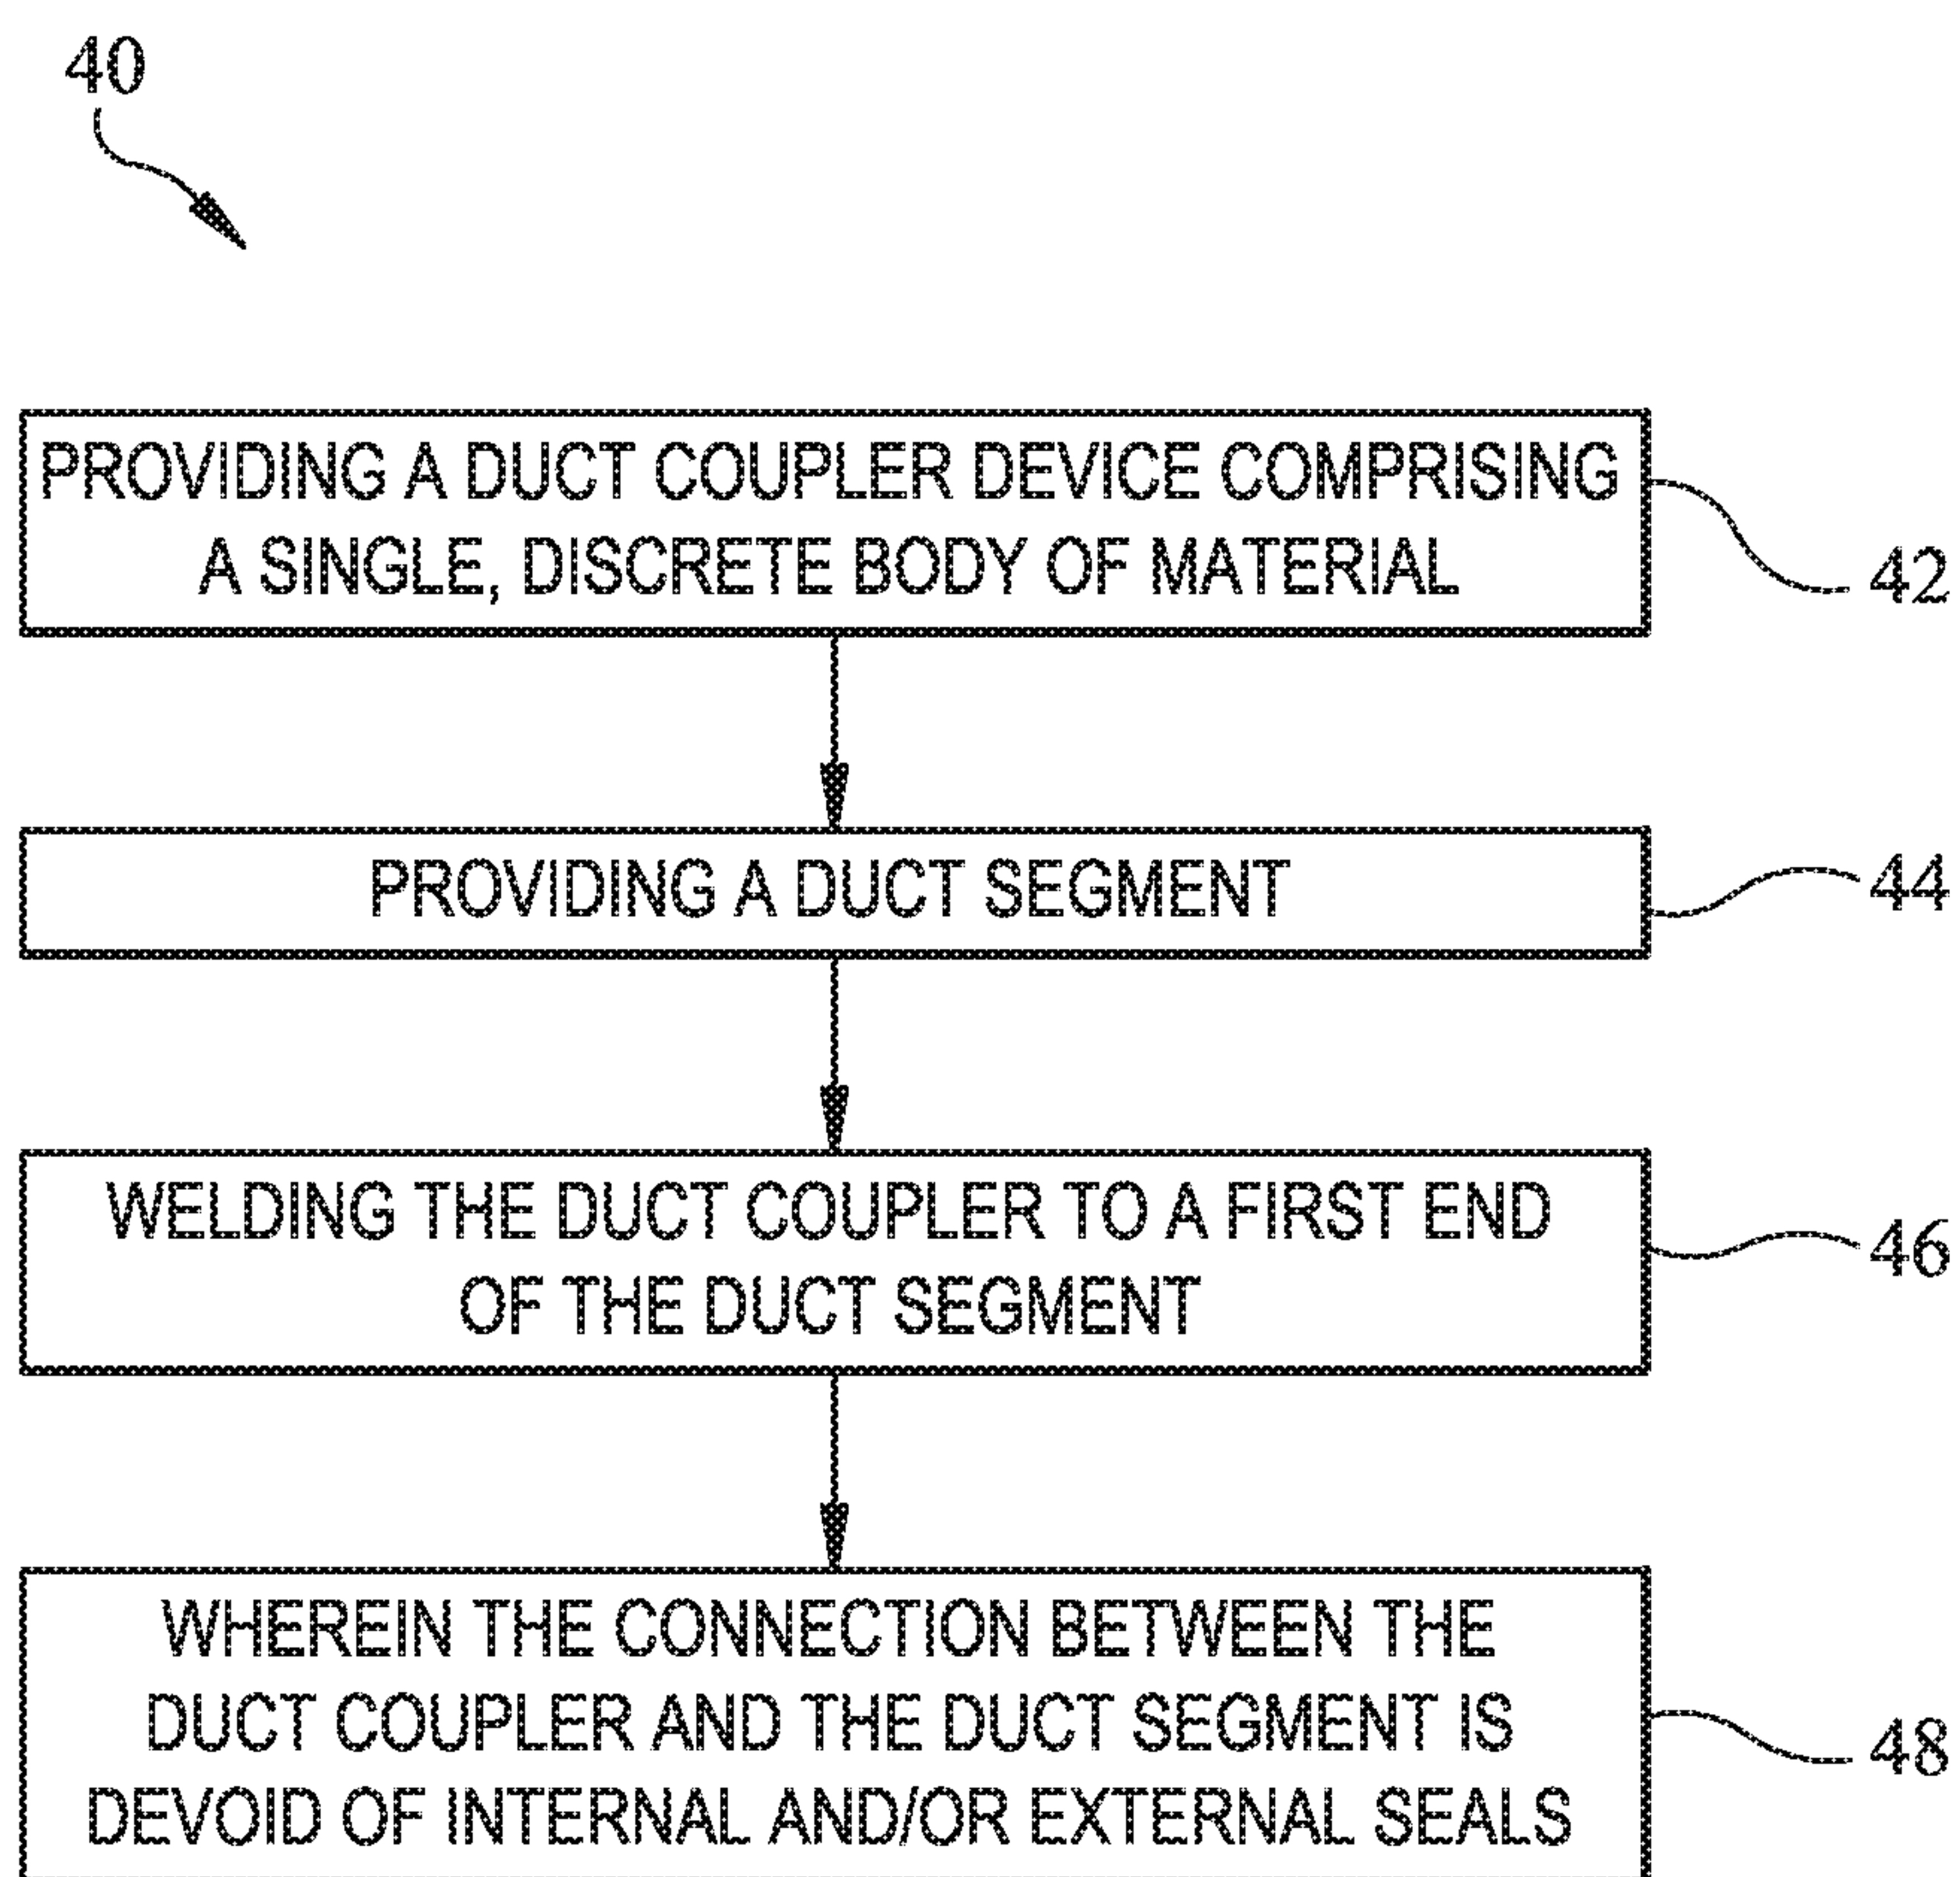 40
PROVIDING A DUCT COUPLER DEVICE COMPRISING
A SINGLE, DISCRETE BODY OF MATERIAL
42
PROVIDING A DUCT SEGMENT
44
WELDING THE DUCT COUPLER TO A FIRST END
OF THE DUCT SEGMENT
46
WHEREIN THE CONNECTION BETWEEN THE
DUCT COUPLER AND THE DUCT SEGMENT IS
DEVOID OF INTERNAL AND/OR EXTERNAL SEALS
48